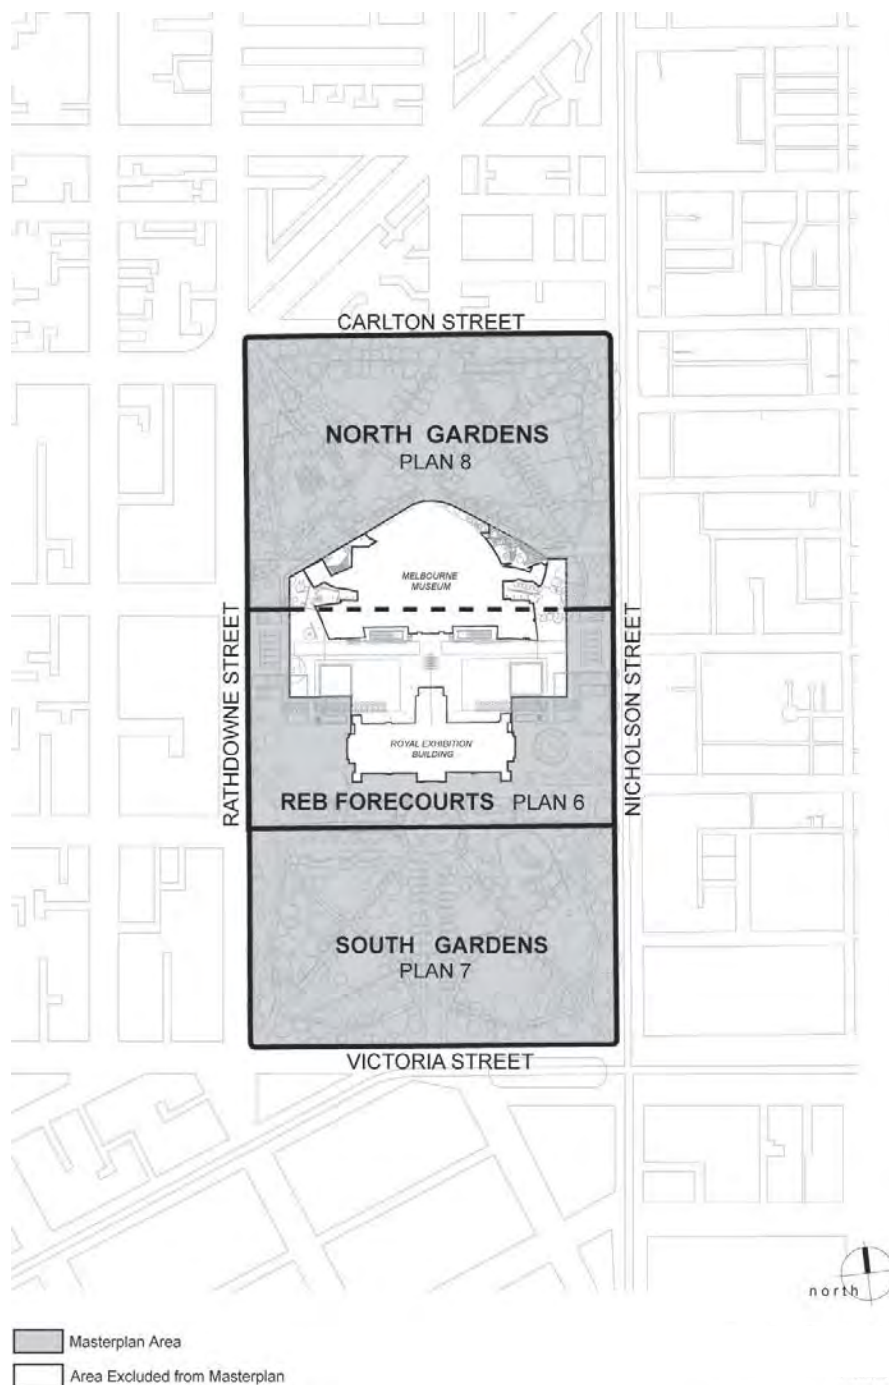 CARLTON STREET
NORTH GARDENS
PLAN 8
MELBOURNE
MUSEUM
RATHDOWNE STREET
NICHOLSON STREET
ROYAL EXHIBITION
BUILDING
REB FORECOURTS PLAN 6
SOUTH GARDENS
PLAN 7
VICTORIA STREET
north
Masterplan Area
Area Excluded from Masterplan